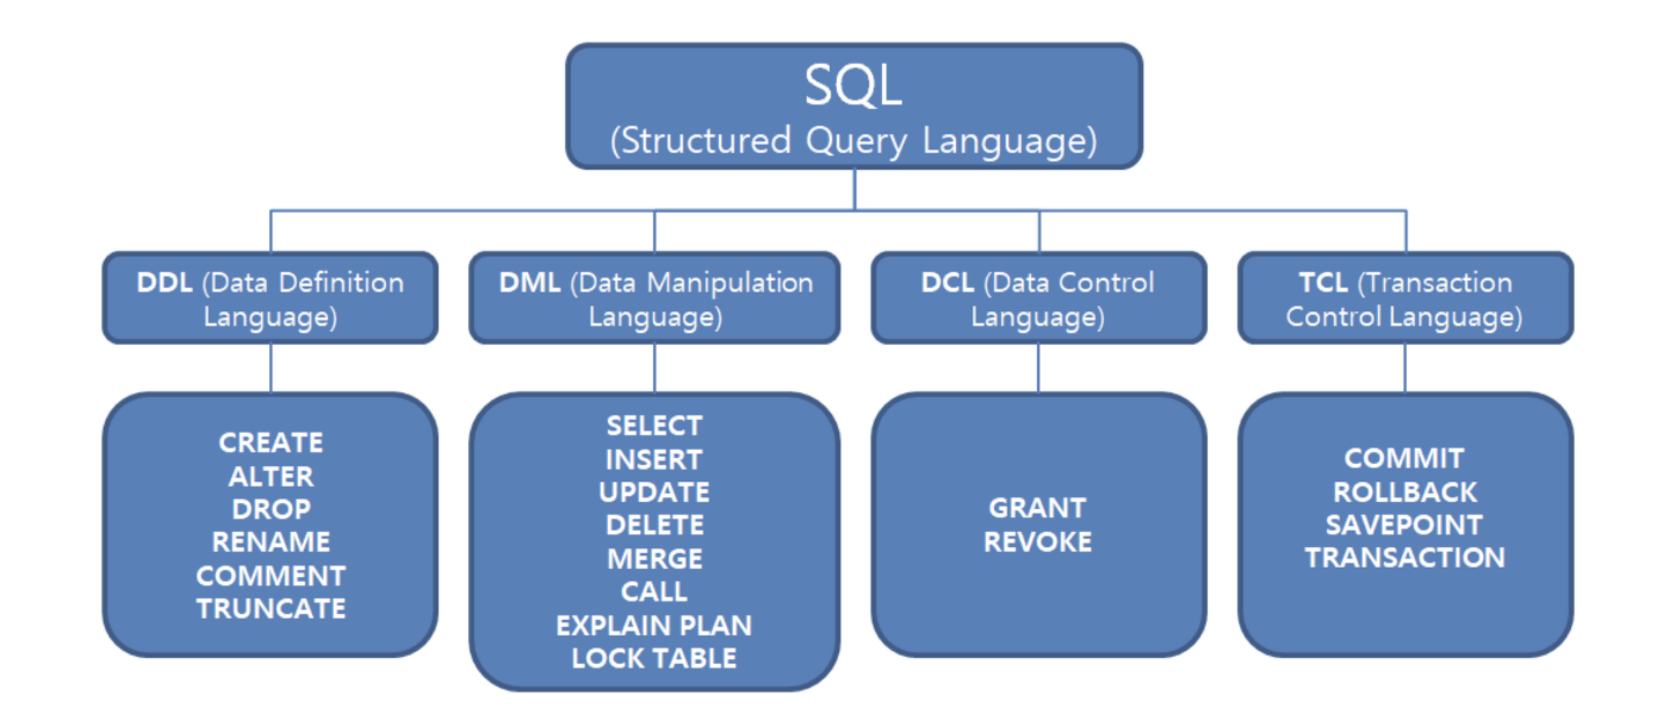 SQL
(Structured Query Language)
DDL (Data Definition
Language)
DML (Data Manipulation
Language)
DCL (Data Control
Language)
TCL (Transaction
Control Language)
CREATE
ALTER
DROP
RENAME
COMMENT
TRUNCATE
SELECT
INSERT
UPDATE
DELETE
MERGE
CALL
EXPLAIN PLAN
LOCK TABLE
GRANT
REVOKE
COMMIT
ROLLBACK
SAVEPOINT
TRANSACTION